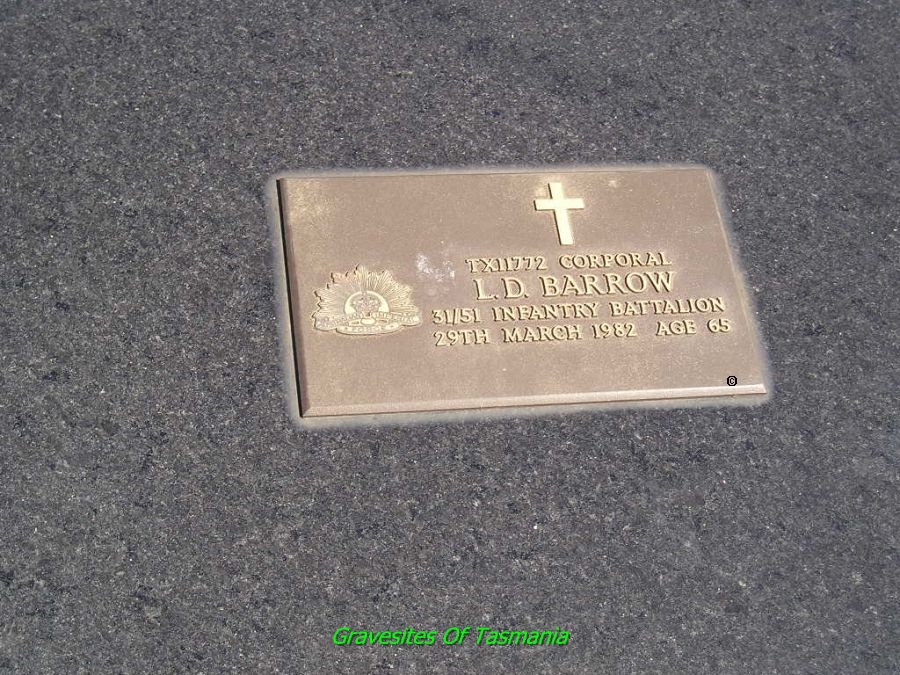 TX11772 CORPORAL
L.D. BARROW
31/51 INFANTRY BATTALION
29TH MARCH 1982 AGE 65
©
Gravesites Of Tasmania